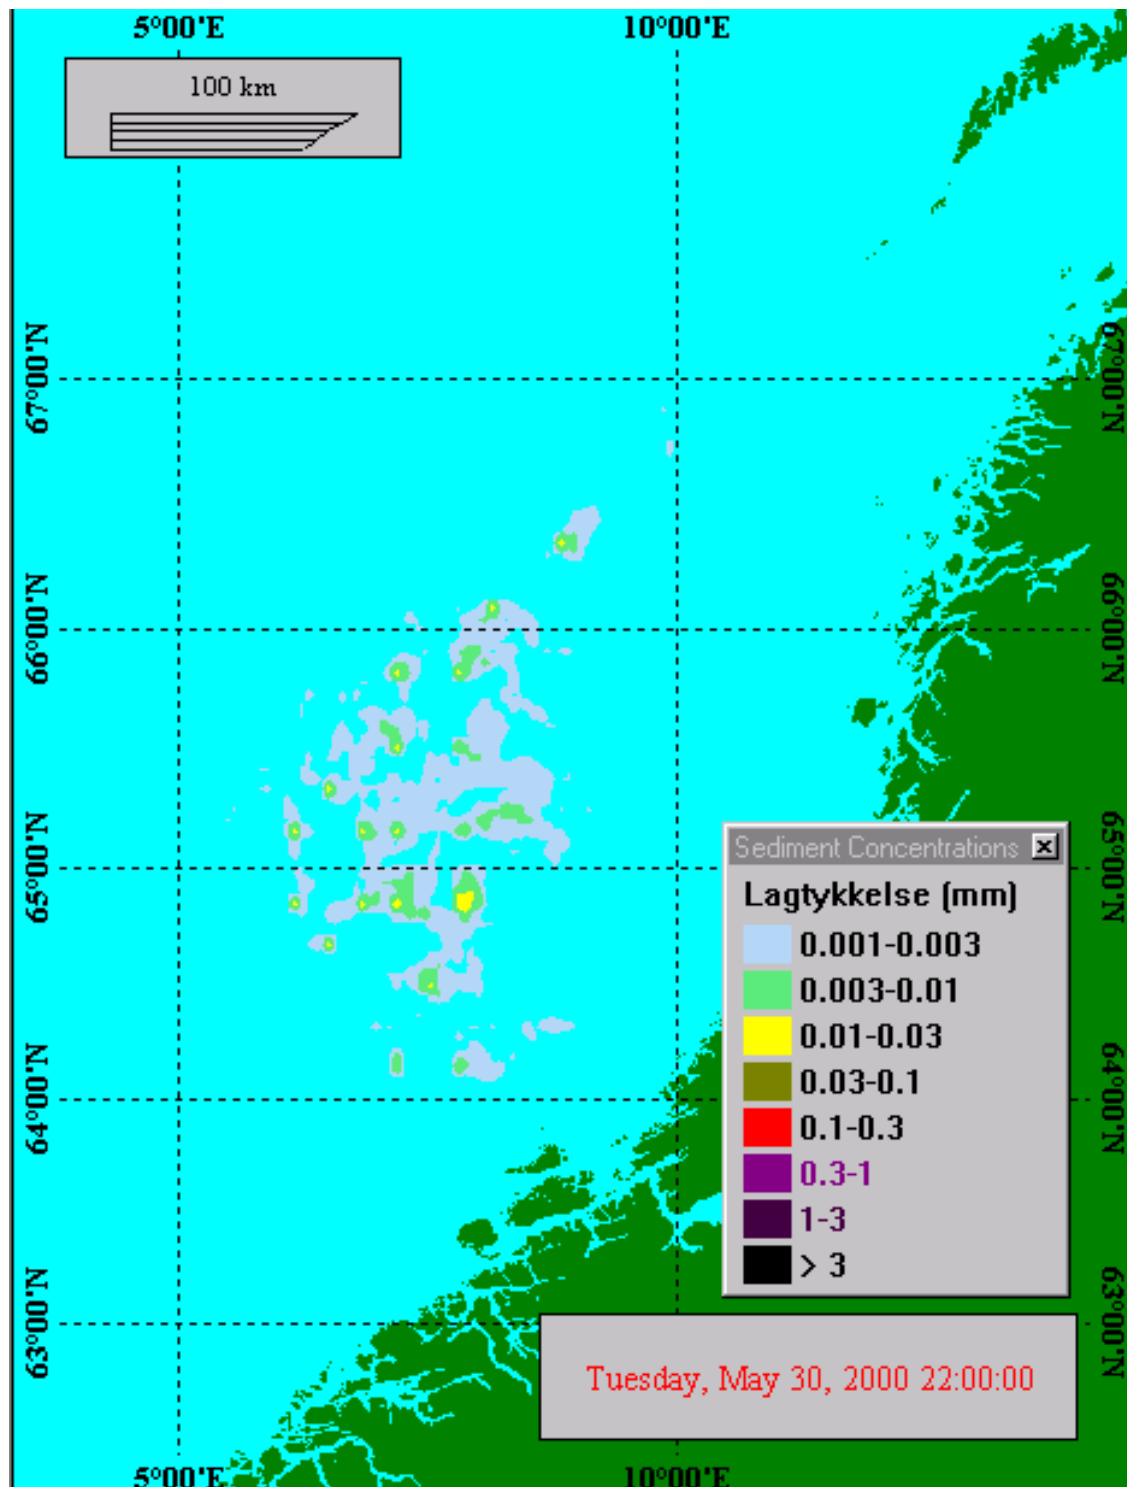 5°00'E 10°00'E
100 km
67°00'N 67°00'N
66°00'N 66°00'N
65°00'N 65°00'N
Sediment Concentrations
Lagtykkelse (mm)
0.001-0.003
0.003-0.01
0.01-0.03
0.03-0.1
0.1-0.3
0.3-1
1-3
> 3
64°00'N 64°00'N
63°00'N 63°00'N
Tuesday, May 30, 2000 22:00:00
5°00'E 10°00'E